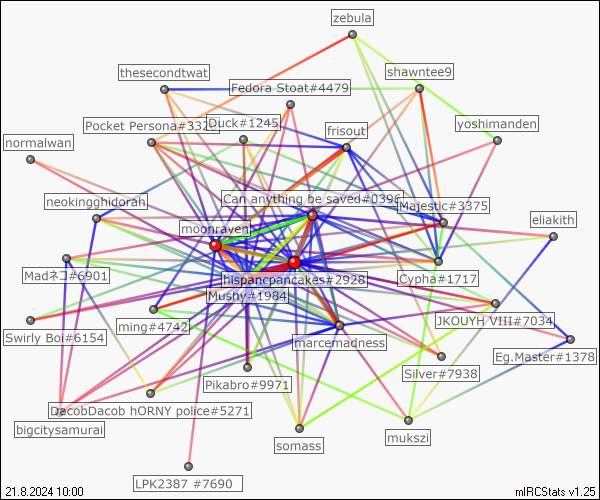 zebula
thesecondtwat
shawntee9
Fedora Stoat#4479
Pocket Persona#332
Duck#1245
frisout
yoshimanden
normalwan
neokingghidorah
Can anything be saved#0396
Majestic#3375
moonraven
eliakith
Madネコ#6901
hispancpancakes#2928
Cypha#1717
Mushy#1984
JKOUYH VIII#7034
Swirly Boi#6154
ming#4742
marcemadness
Eg.Master#1378
Pikabro#9971
Silver#7938
DacobDacob hORNY police#5271
bigcitysamurai
somass
mukszi
LPK2387 #7690
21.8.2024 10:00
mIRCStats v1.25